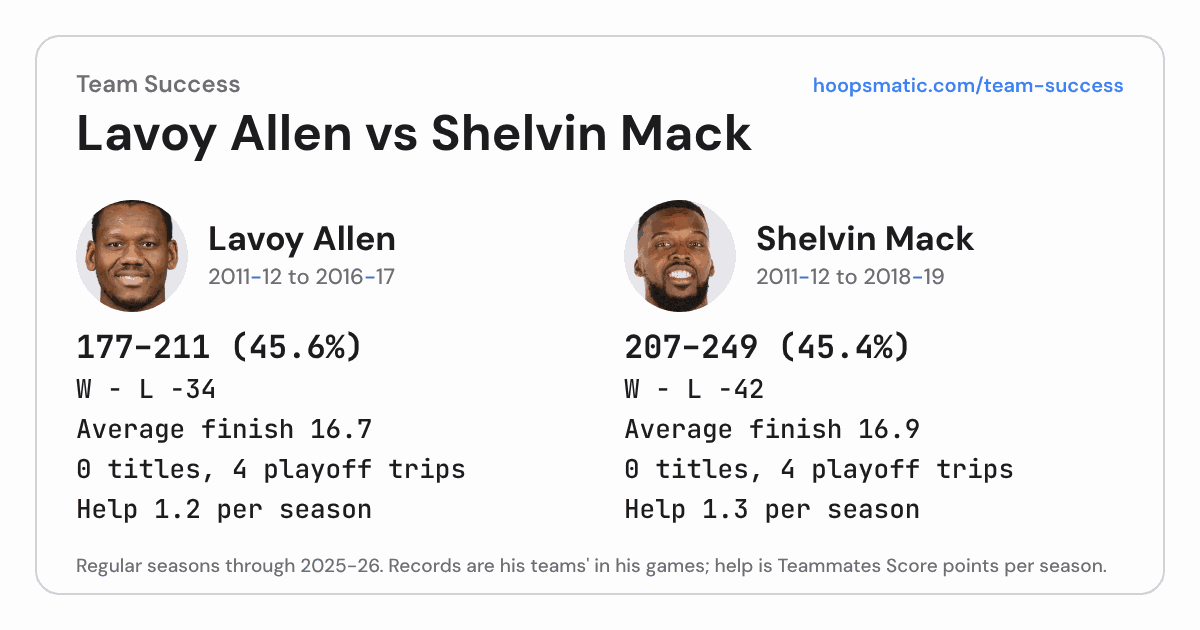 Team Success
hoopsmatic.com/team-success
Lavoy Allen vs Shelvin Mack
Lavoy Allen
2011-12 to 2016-17
177-211 (45.6%)
W - L -34
Average finish 16.7
0 titles, 4 playoff trips
Help 1.2 per season
Shelvin Mack
2011-12 to 2018-19
207-249 (45.4%)
W - L -42
Average finish 16.9
0 titles, 4 playoff trips
Help 1.3 per season
Regular seasons through 2025-26. Records are his teams' in his games; help is Teammates Score points per season.